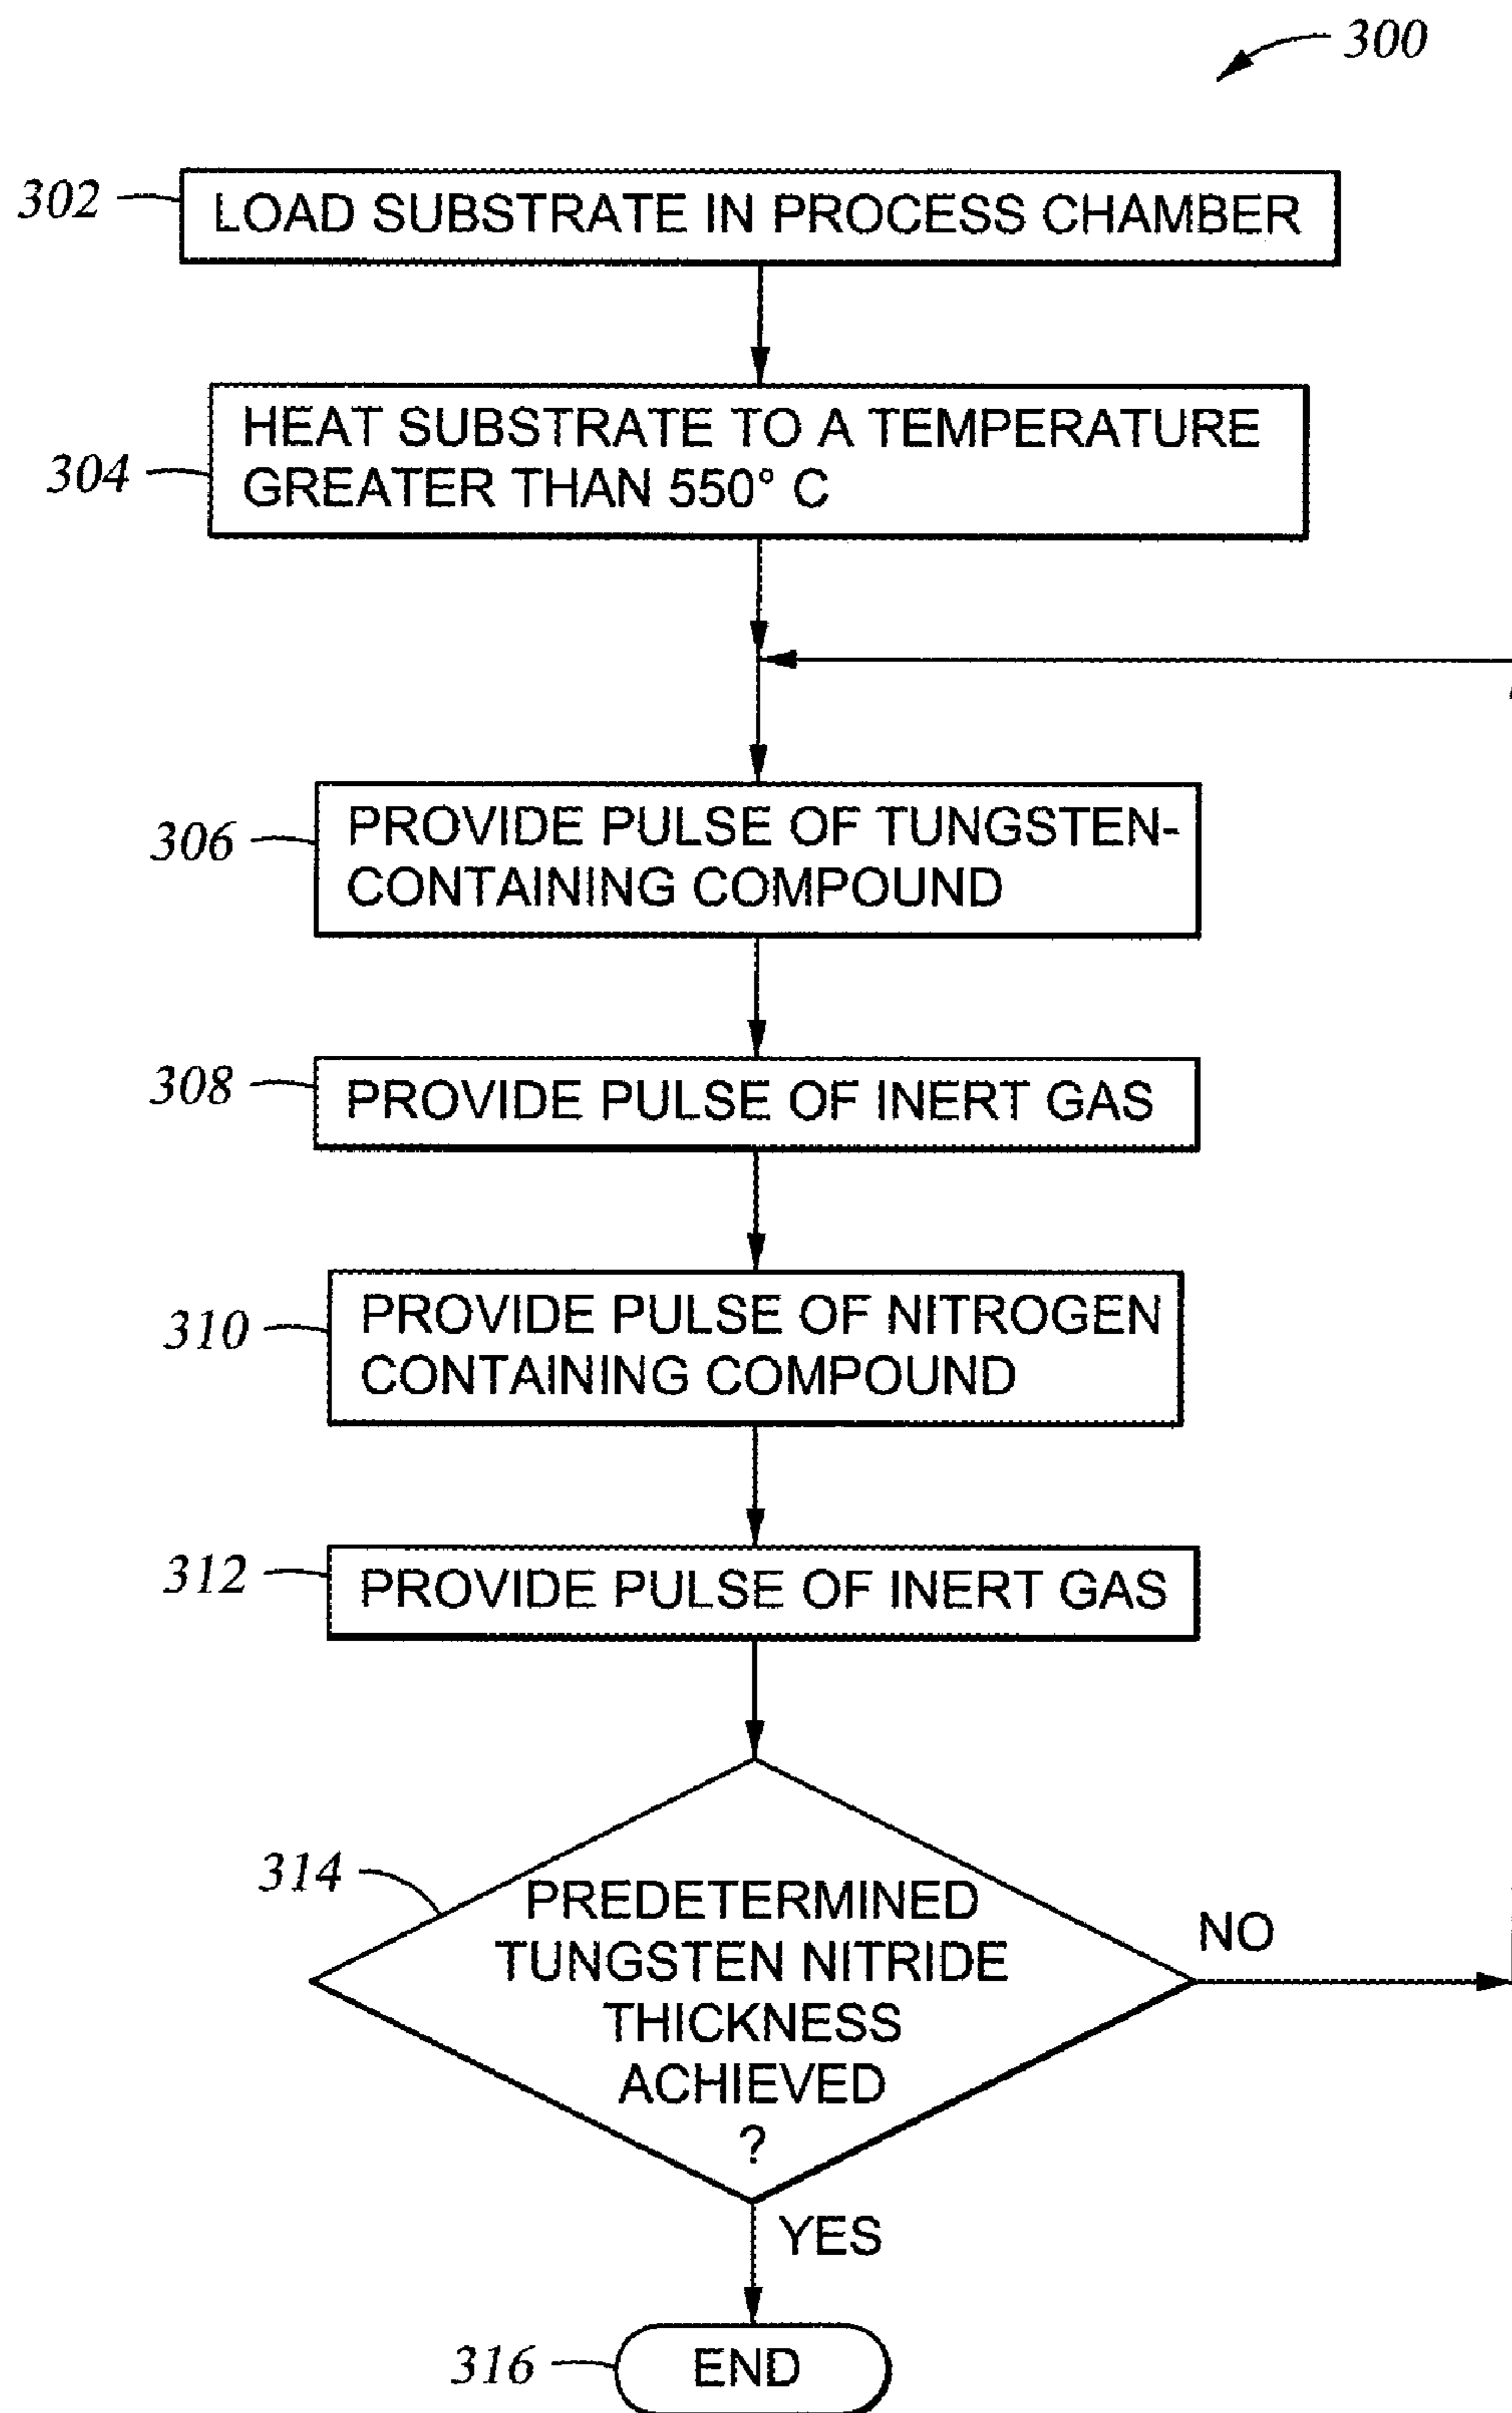 300
302
LOAD SUBSTRATE IN PROCESS CHAMBER
304
HEAT SUBSTRATE TO A TEMPERATURE
GREATER THAN 550° C
306
PROVIDE PULSE OF TUNGSTEN-
CONTAINING COMPOUND
308
PROVIDE PULSE OF INERT GAS
310
PROVIDE PULSE OF NITROGEN
CONTAINING COMPOUND
312
PROVIDE PULSE OF INERT GAS
314
PREDETERMINED
TUNGSTEN NITRIDE
THICKNESS
ACHIEVED
?
NO
YES
316
END